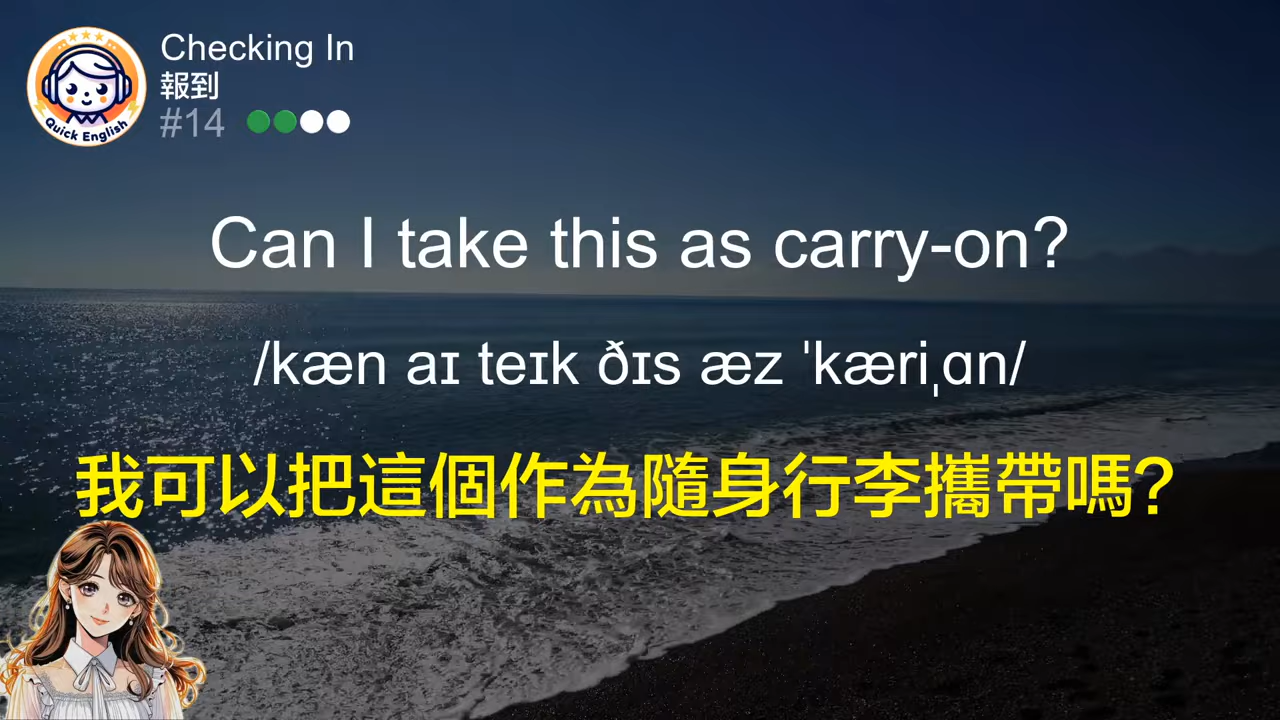 Quick English
Checking In
報到
#14
Can I take this as carry-on?
/kæn aɪ teɪk ðɪs æz ˈkæriˌɑn/
我可以把這個作為隨身行李攜帶嗎?